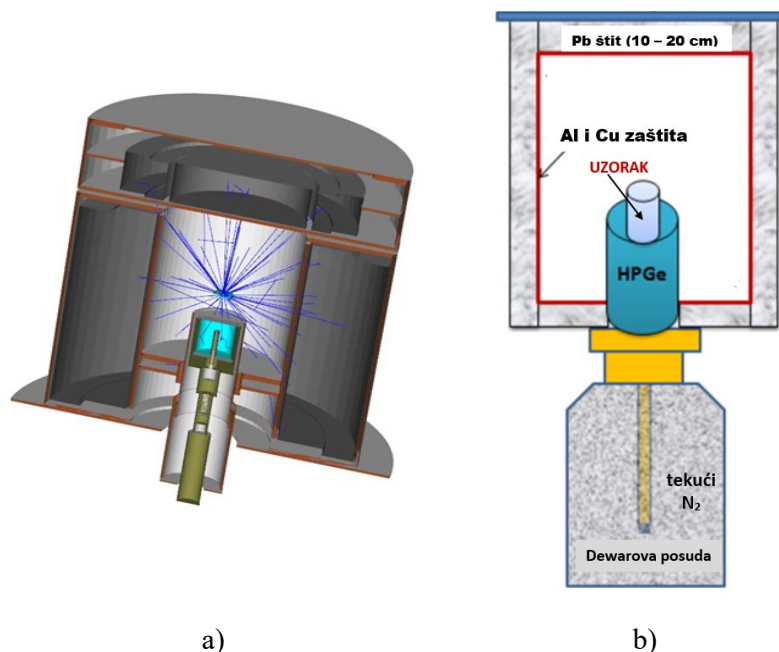 Pb štit (10 – 20 cm)
Al i Cu zaštita
UZORAK
HPGe
tekući
N₂
Dewarova posuda
a)
b)